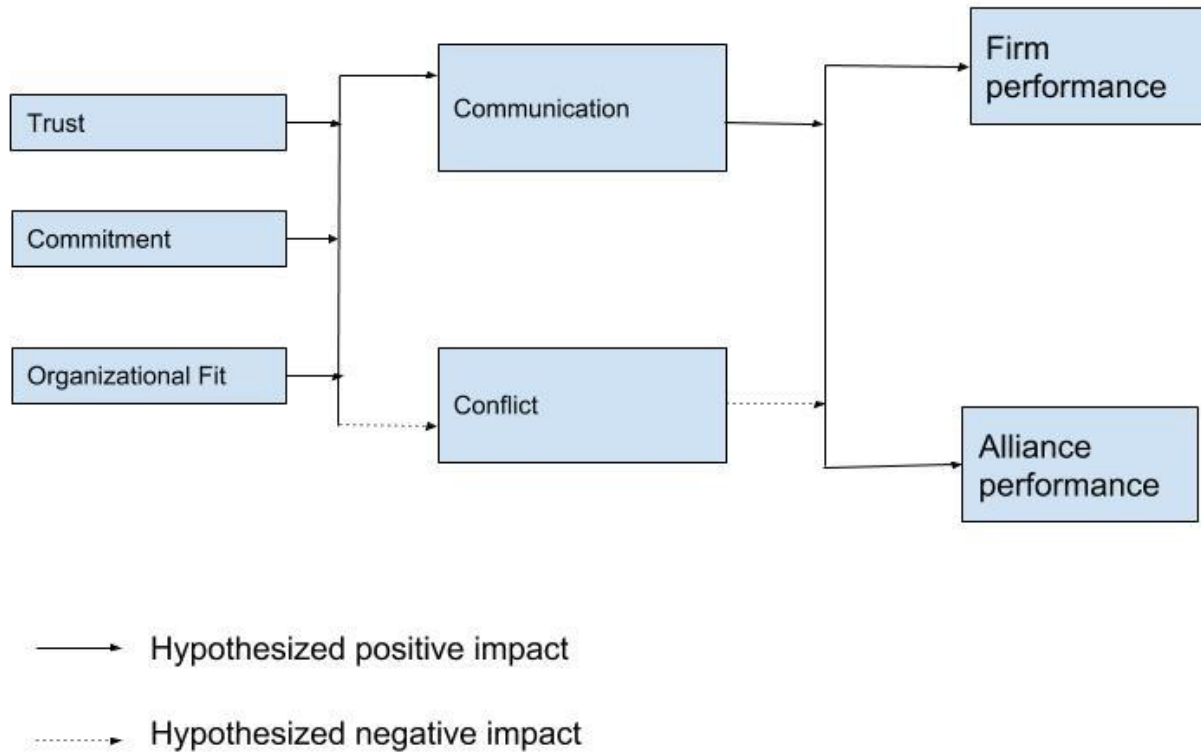 Trust
Commitment
Organizational Fit
Communication
Conflict
Firm
performance
Alliance
performance
Hypothesized positive impact
Hypothesized negative impact